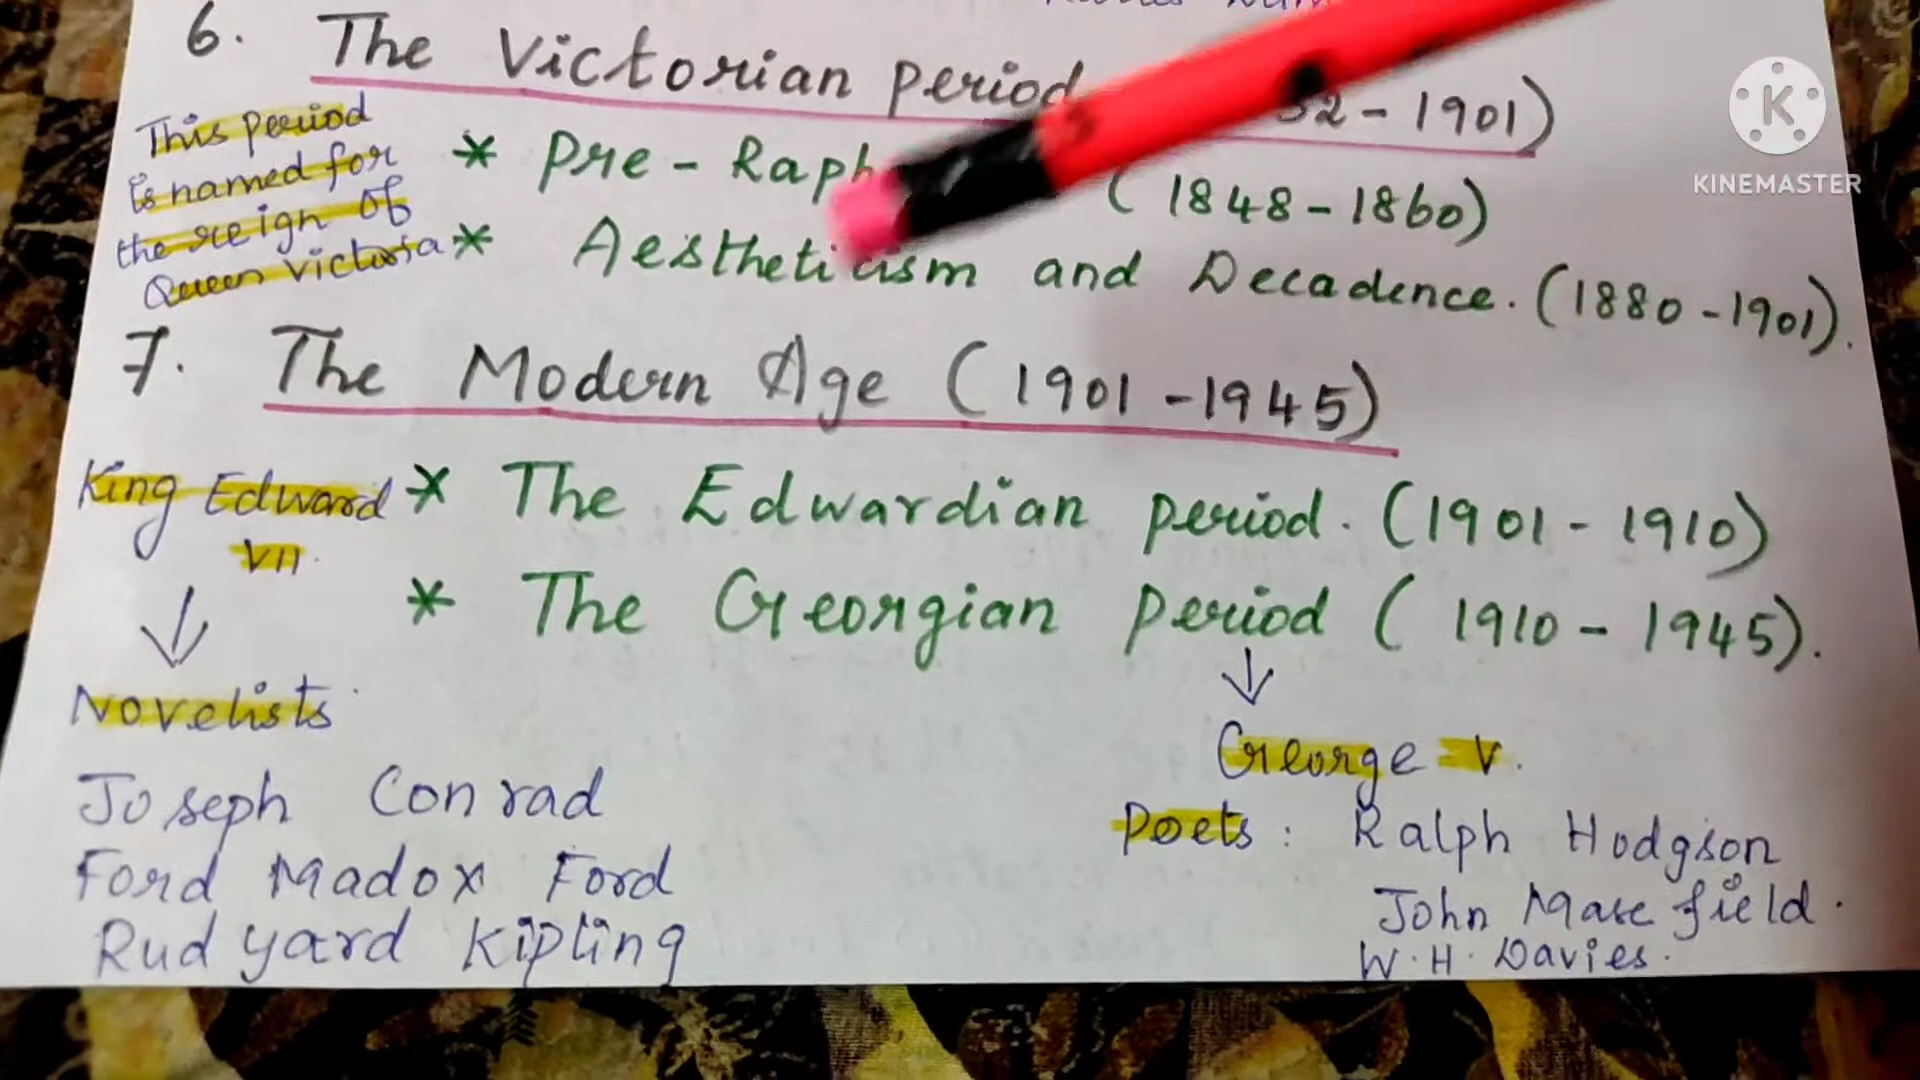 6. The Victorian period 32-1901)
This period
is named for
the reign of
Queen Victoria
* Pre-Raph (1848-1860)
* Aestheticism and Decadence. (1880-1901).
7. The Modern Age (1901-1945)
King Edward
VII.
* The Edwardian period. (1901-1910)
* The Georgian period (1910-1945).
Novelists
Joseph Conrad
Ford Madox Ford
Rudyard Kipling
George-V.
Poets: Ralph Hodgson
John Masefield.
W.H. Davies.
K
KINEMASTER